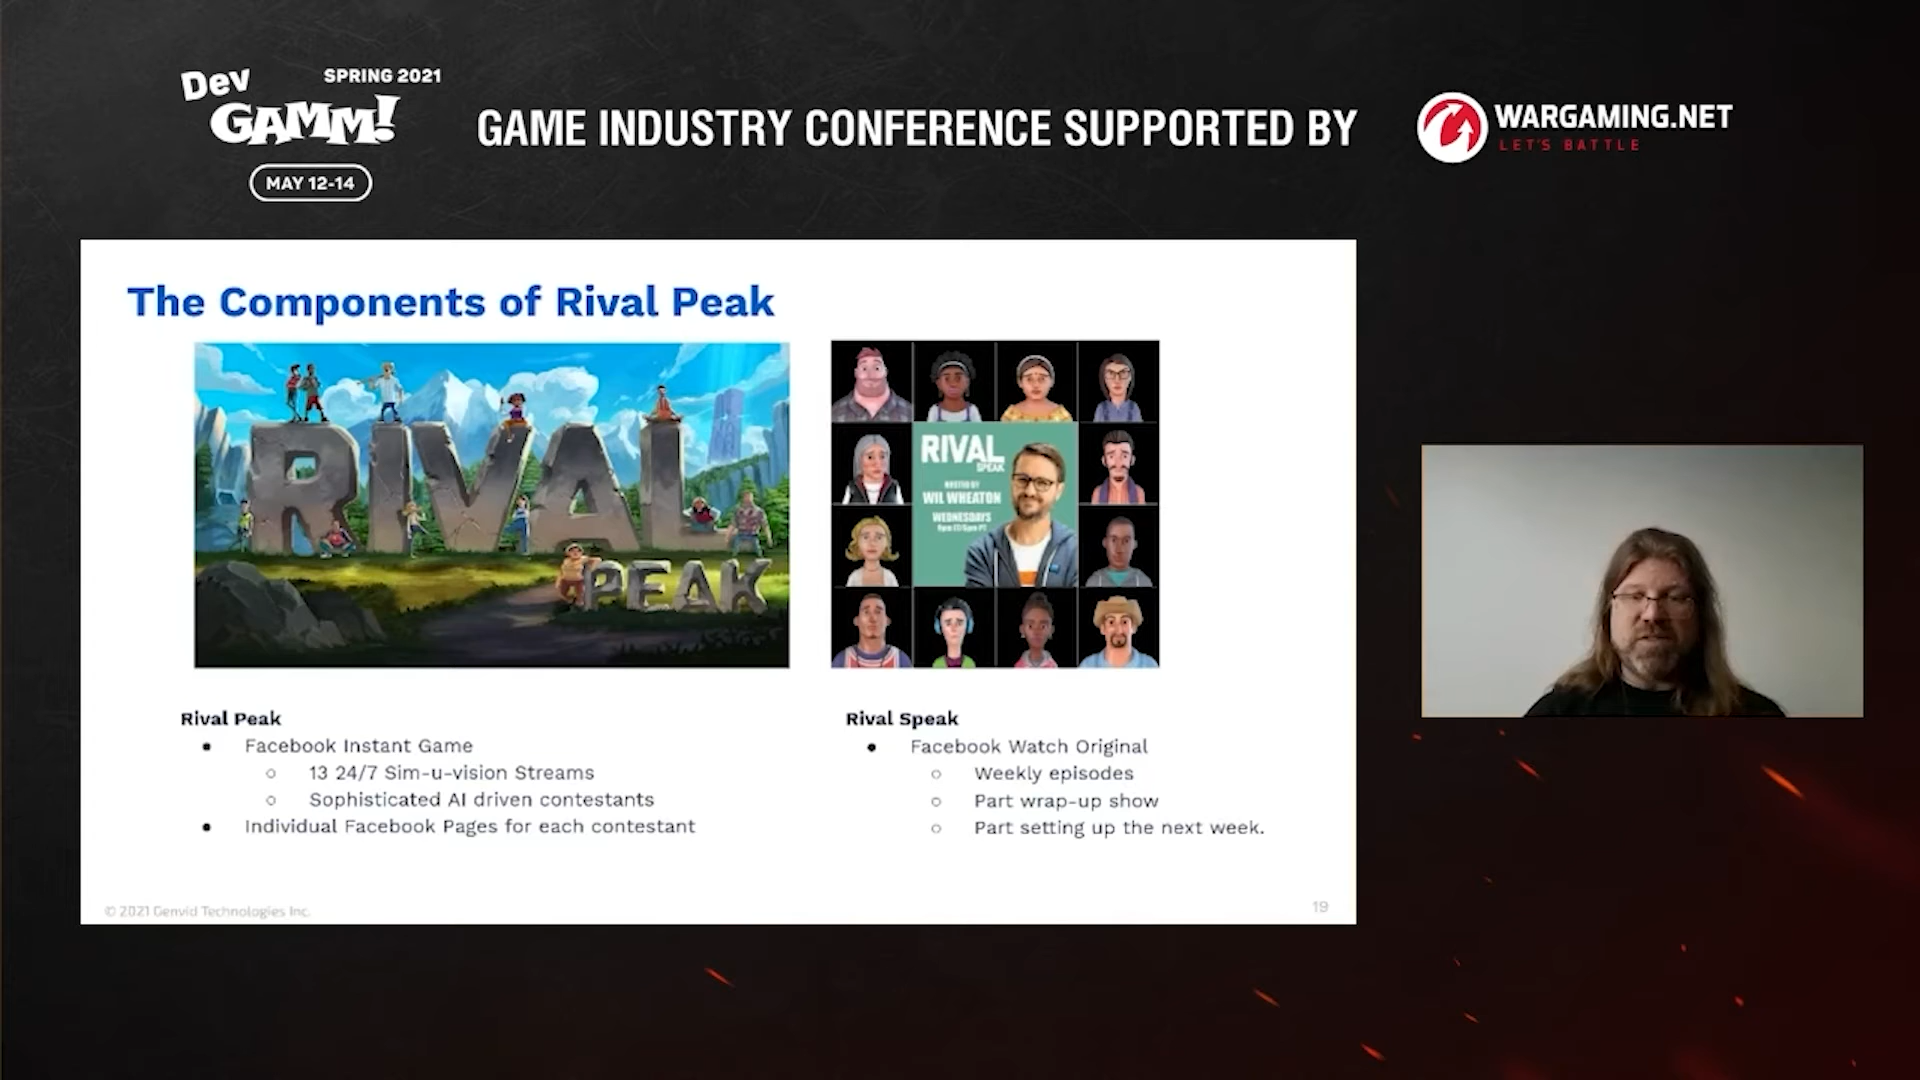 Dev
GAMM!
SPRING 2021
MAY 12-14
GAME INDUSTRY CONFERENCE SUPPORTED BY
WARGAMING.NET
LET'S BATTLE
The Components of Rival Peak
RIVAL
PEAK
RIVAL
SPEAK
HOSTED BY
WIL WHEATON
WEDNESDAYS
Rival Peak
● Facebook Instant Game
○ 13 24/7 Sim-u-vision Streams
○ Sophisticated AI driven contestants
● Individual Facebook Pages for each contestant
Rival Speak
● Facebook Watch Original
○ Weekly episodes
○ Part wrap-up show
○ Part setting up the next week.
© 2021 Genvid Technologies Inc.
19